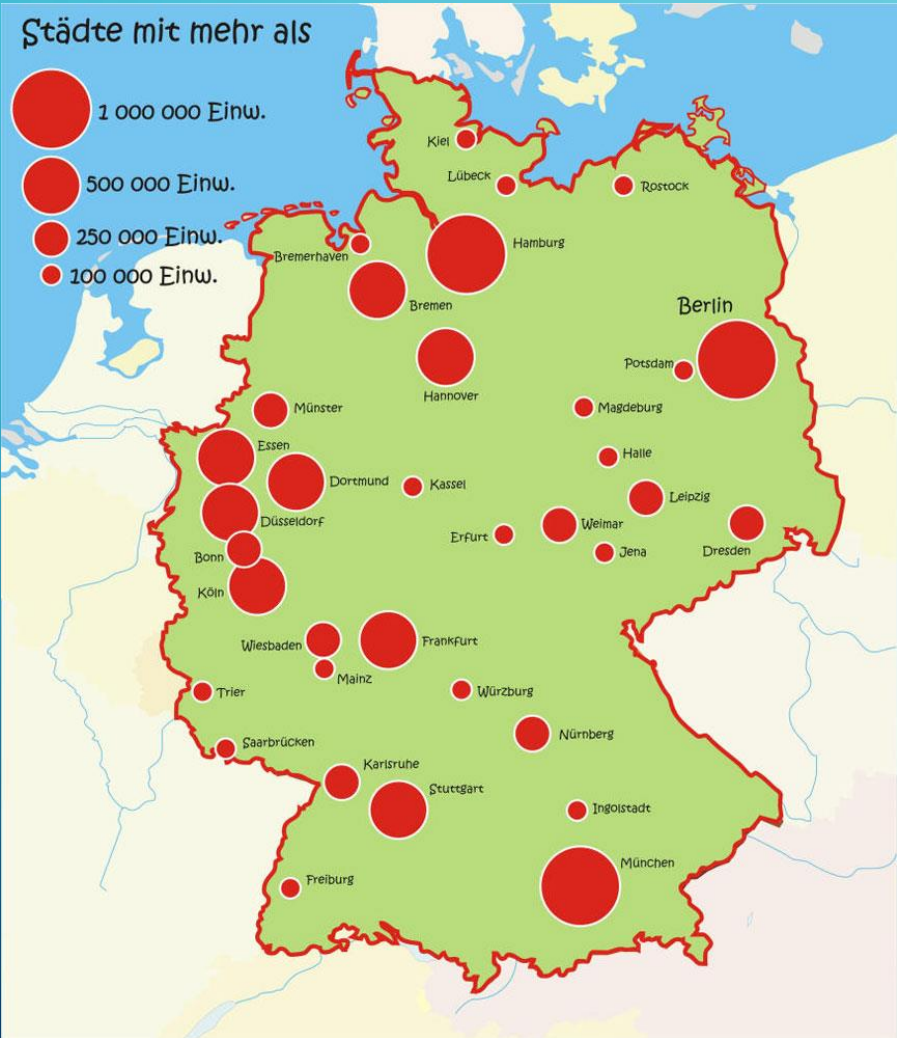 Städte mit mehr als
1 000 000 Einw.
500 000 Einw.
250 000 Einw.
100 000 Einw.
Kiel
Lübeck
Rostock
Hamburg
Bremerhaven
Bremen
Berlin
Potsdam
Hannover
Münster
Magdeburg
Essen
Halle
Dortmund
Kassel
Leipzig
Düsseldorf
Weimar
Erfurt
Dresden
Jena
Bonn
Köln
Wiesbaden
Frankfurt
Mainz
Trier
Würzburg
Nürnberg
Saarbrücken
Karlsruhe
Stuttgart
Ingolstadt
München
Freiburg